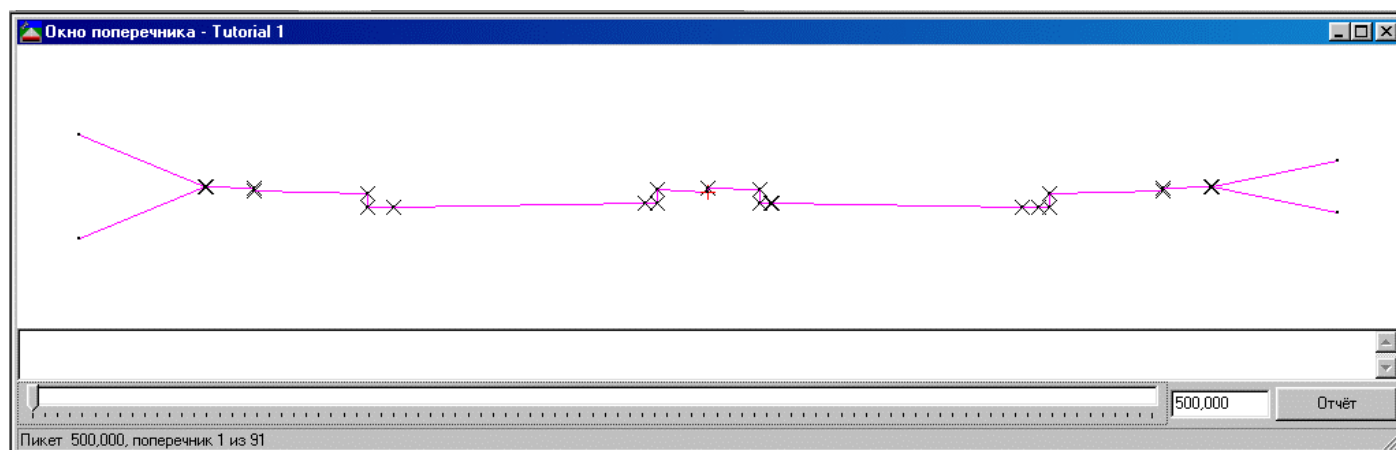 Окно поперечника - Tutorial 1
500,000
Отчёт
Пикет 500,000, поперечник 1 из 91